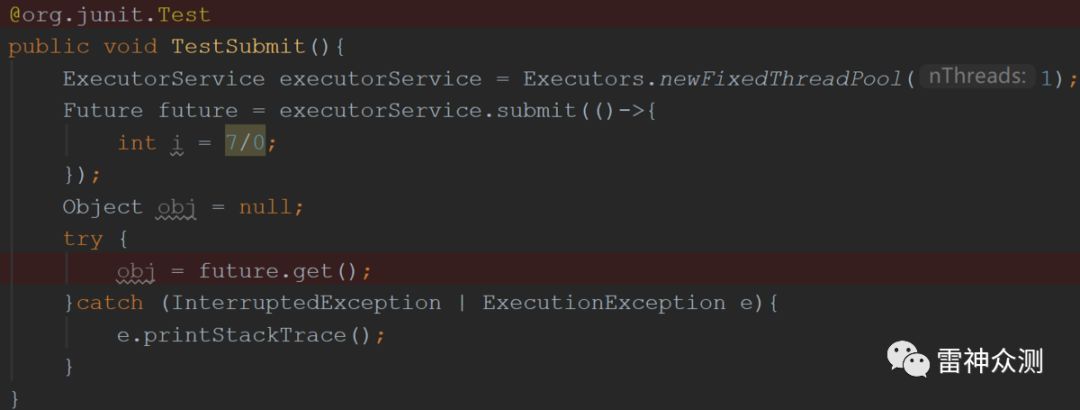 @org.junit.Test
public void TestSubmit(){
ExecutorService executorService = Executors.newFixedThreadPool( nThreads: 1);
Future future = executorService.submit(()->{
int i = 7/0;
});
Object obj = null;
try {
obj = future.get();
}catch (InterruptedException | ExecutionException e){
e.printStackTrace();
}
雷神众测
}